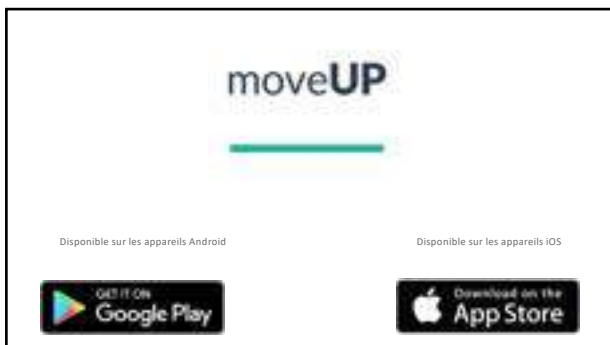 moveUP
Disponible sur les appareils Android
Disponible sur les appareils iOS
GET IT ON
Google Play
Download on the
App Store